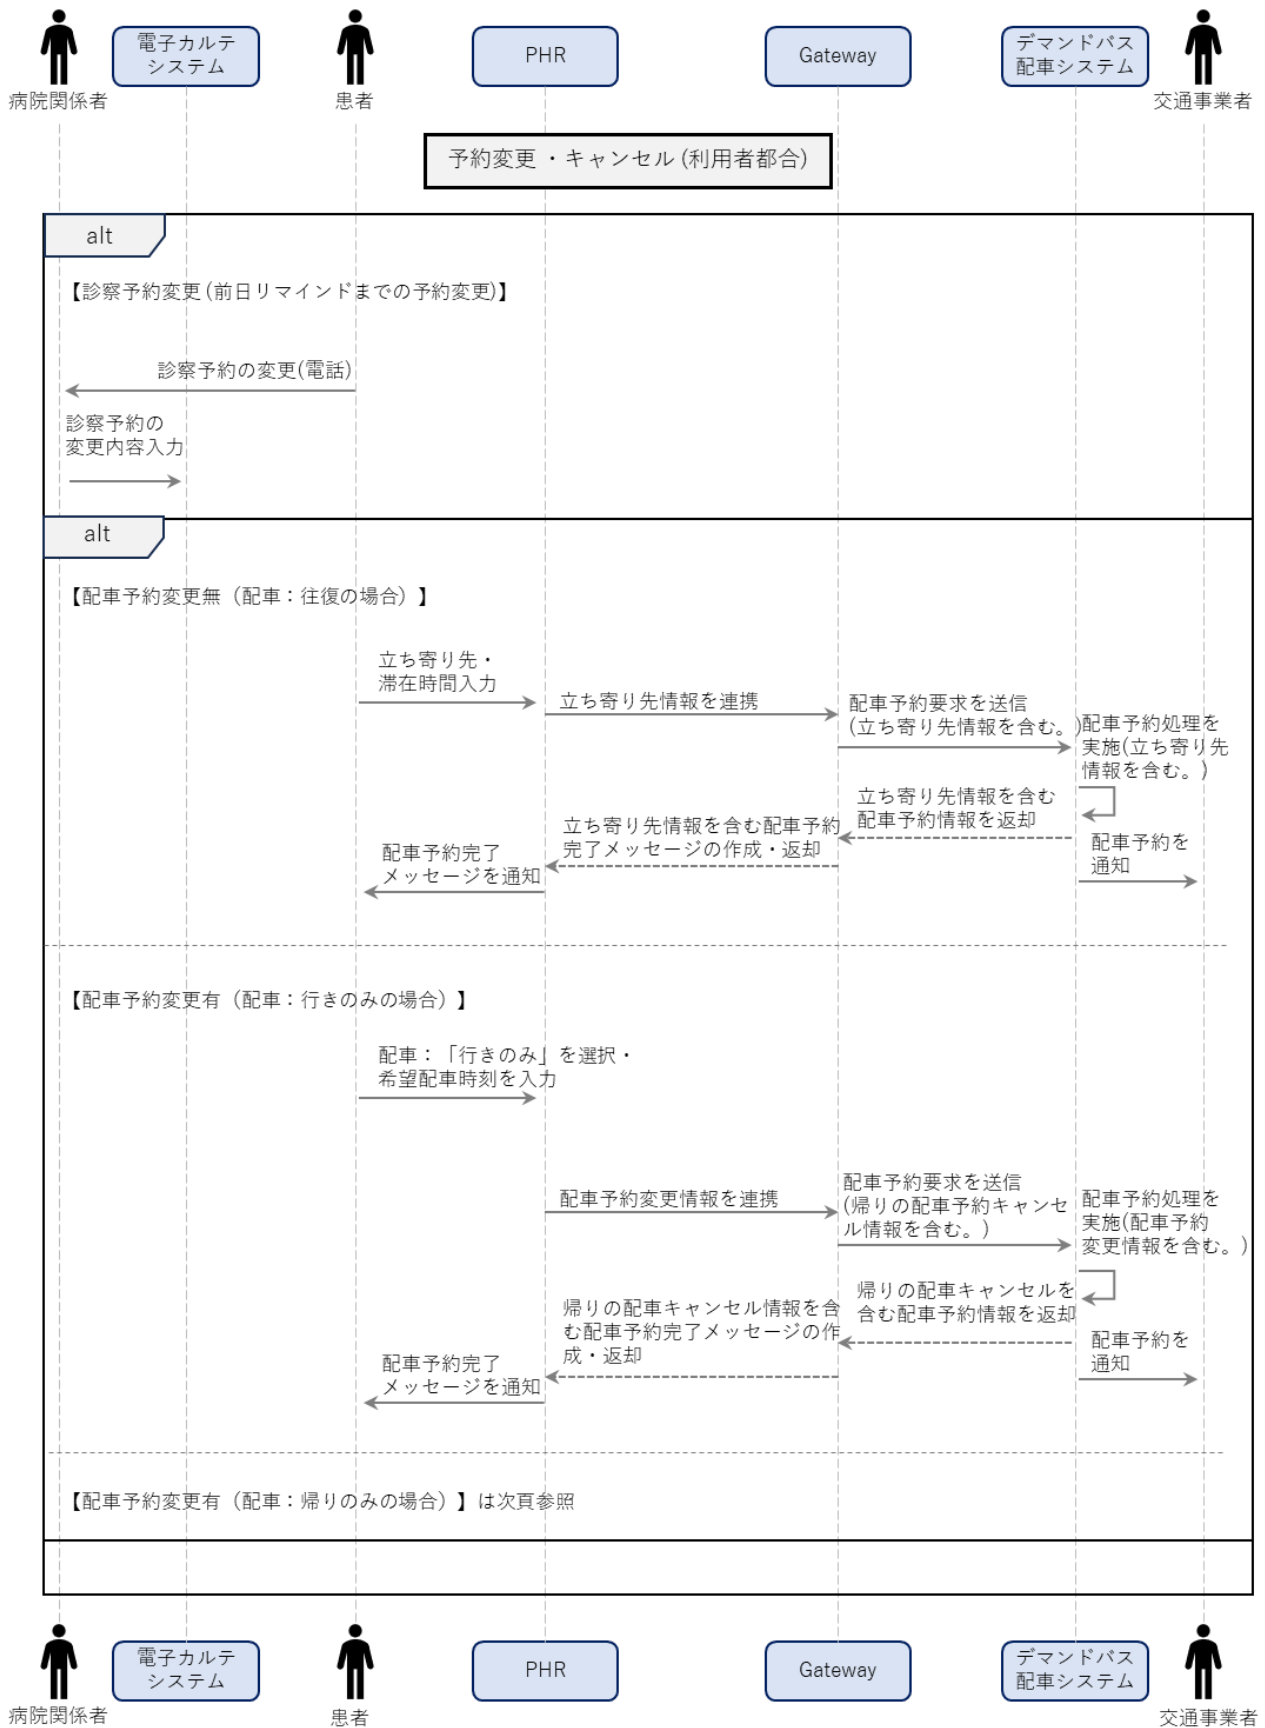 電子カルテ
システム
PHR
Gateway
デマンドバス
配車システム
病院関係者
患者
交通事業者
予約変更 ・キャンセル (利用者都合)
alt
【診察予約変更 (前日リマインドまでの予約変更)】
診察予約の変更(電話)
診察予約の
変更内容入力
alt
【配車予約変更無（配車：往復の場合）】
立ち寄り先・
滞在時間入力
立ち寄り先情報を連携
配車予約要求を送信
(立ち寄り先情報を含む。)
配車予約処理を
実施(立ち寄り先
情報を含む。)
立ち寄り先情報を含む
配車予約情報を返却
立ち寄り先情報を含む配車予約
完了メッセージの作成・返却
配車予約を
通知
配車予約完了
メッセージを通知
【配車予約変更有（配車：行きのみの場合）】
配車：「行きのみ」を選択・
希望配車時刻を入力
配車予約変更情報を連携
配車予約要求を送信
(帰りの配車予約キャンセ
ル情報を含む。)
配車予約処理を
実施(配車予約
変更情報を含む。)
帰りの配車キャンセルを
含む配車予約情報を返却
帰りの配車キャンセル情報を含
む配車予約完了メッセージの作
成・返却
配車予約を
通知
配車予約完了
メッセージを通知
【配車予約変更有（配車：帰りのみの場合）】は次頁参照
電子カルテ
システム
PHR
Gateway
デマンドバス
配車システム
病院関係者
患者
交通事業者